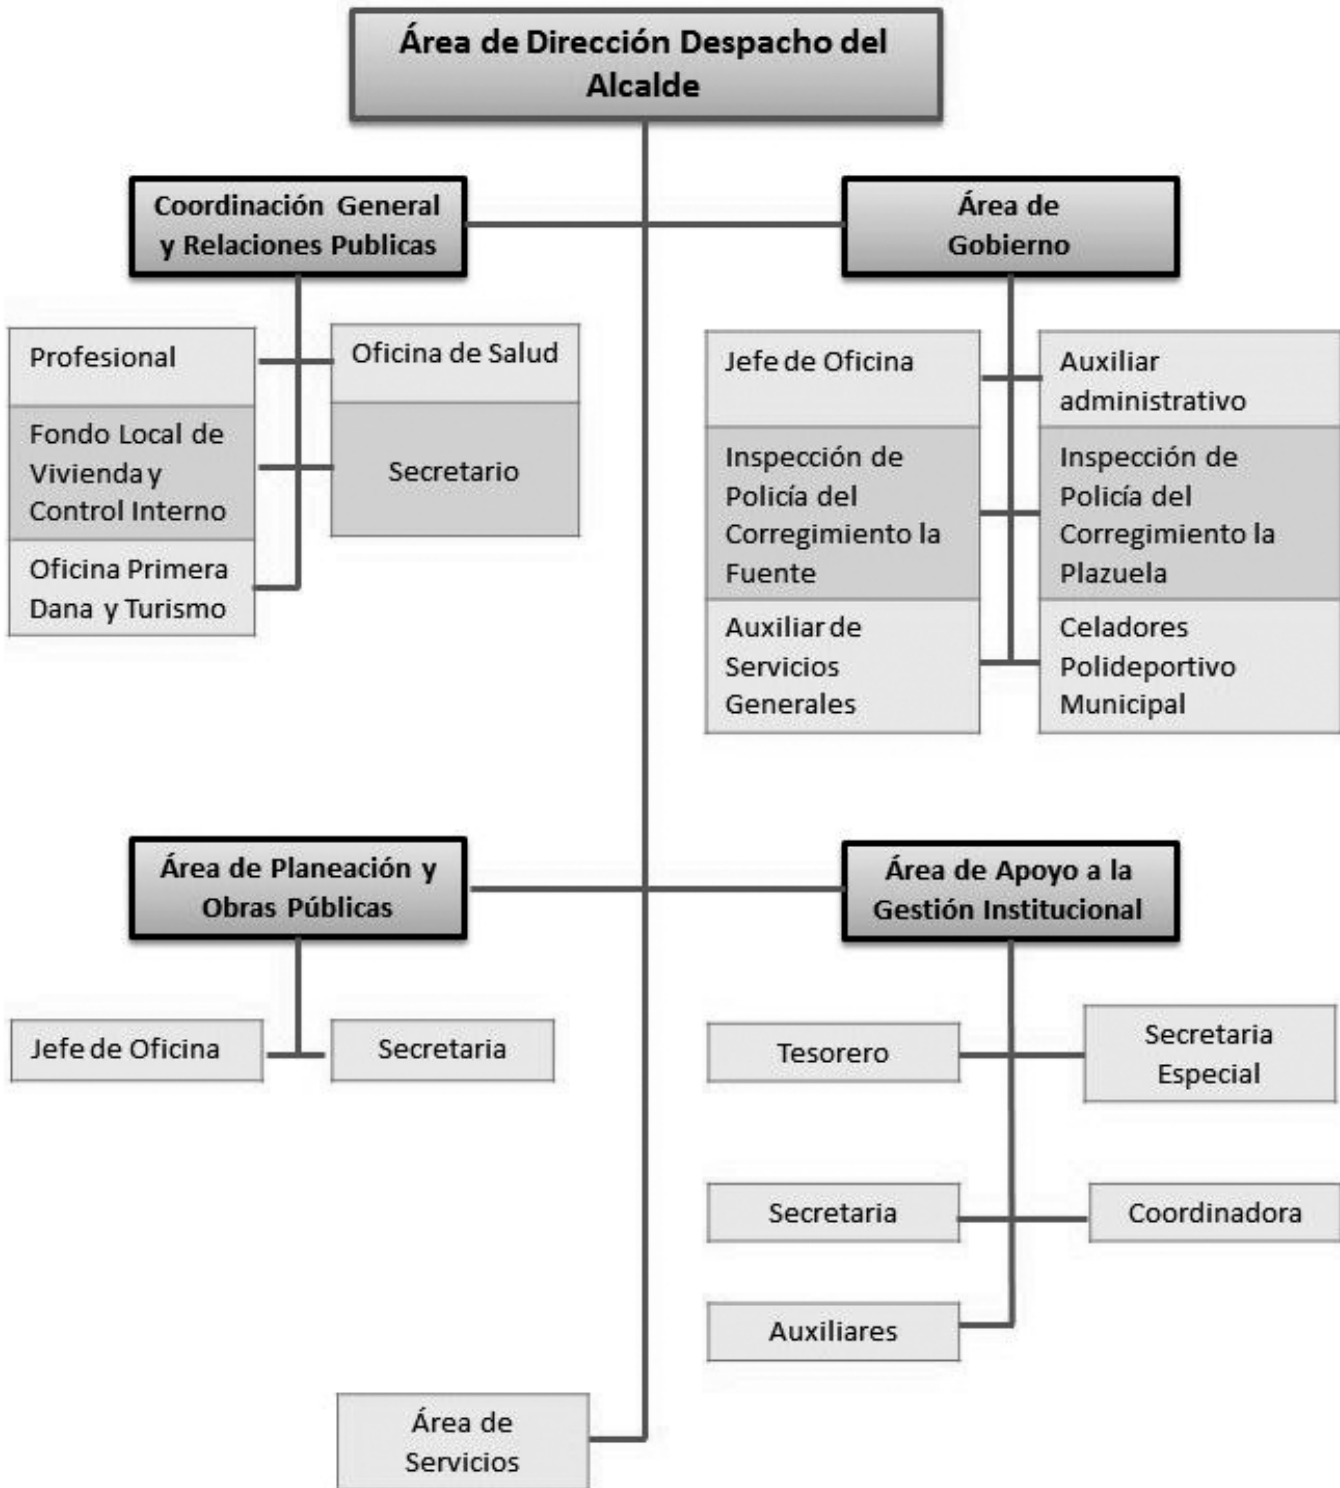 Área de Dirección Despacho del
Alcalde
Coordinación General
y Relaciones Publicas
Área de
Gobierno
Profesional
Oficina de Salud
Fondo Local de
Vivienda y
Control Interno
Secretario
Oficina Primera
Dana y Turismo
Jefe de Oficina
Auxiliar
administrativo
Inspección de
Policía del
Corregimiento la
Fuente
Inspección de
Policía del
Corregimiento la
Plazuela
Auxiliar de
Servicios
Generales
Celadores
Polideportivo
Municipal
Área de Planeación y
Obras Públicas
Área de Apoyo a la
Gestión Institucional
Jefe de Oficina
Secretaria
Tesorero
Secretaria
Especial
Secretaria
Coordinadora
Auxiliares
Área de
Servicios